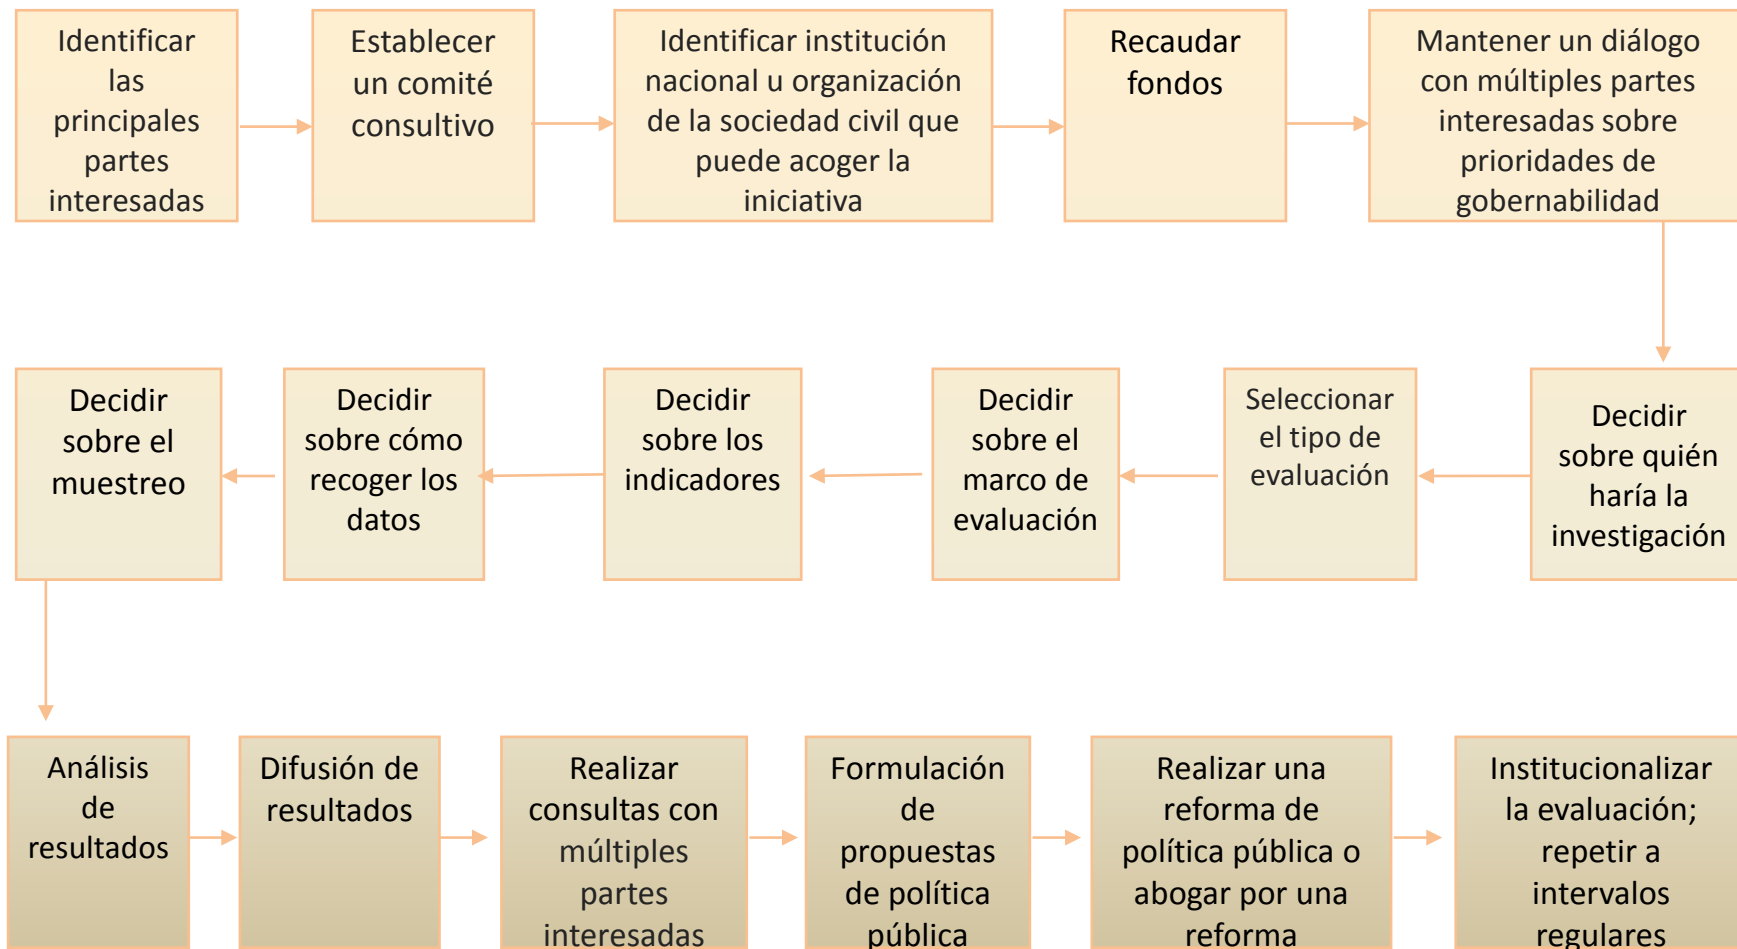 Identificar
las
principales
partes
interesadas
Establecer
un comité
consultivo
Identificar institución
nacional u organización
de la sociedad civil que
puede acoger la
iniciativa
Recaudar
fondos
Mantener un diálogo
con múltiples partes
interesadas sobre
prioridades de
gobernabilidad
Decidir
sobre quién
haría la
investigación
Seleccionar
el tipo de
evaluación
Decidir
sobre el
marco de
evaluación
Decidir
sobre los
indicadores
Decidir
sobre cómo
recoger los
datos
Decidir
sobre el
muestreo
Análisis
de
resultados
Difusión de
resultados
Realizar
consultas con
múltiples
partes
interesadas
Formulación
de
propuestas
de política
pública
Realizar una
reforma de
política pública o
abogar por una
reforma
Institucionalizar
la evaluación;
repetir a
intervalos
regulares